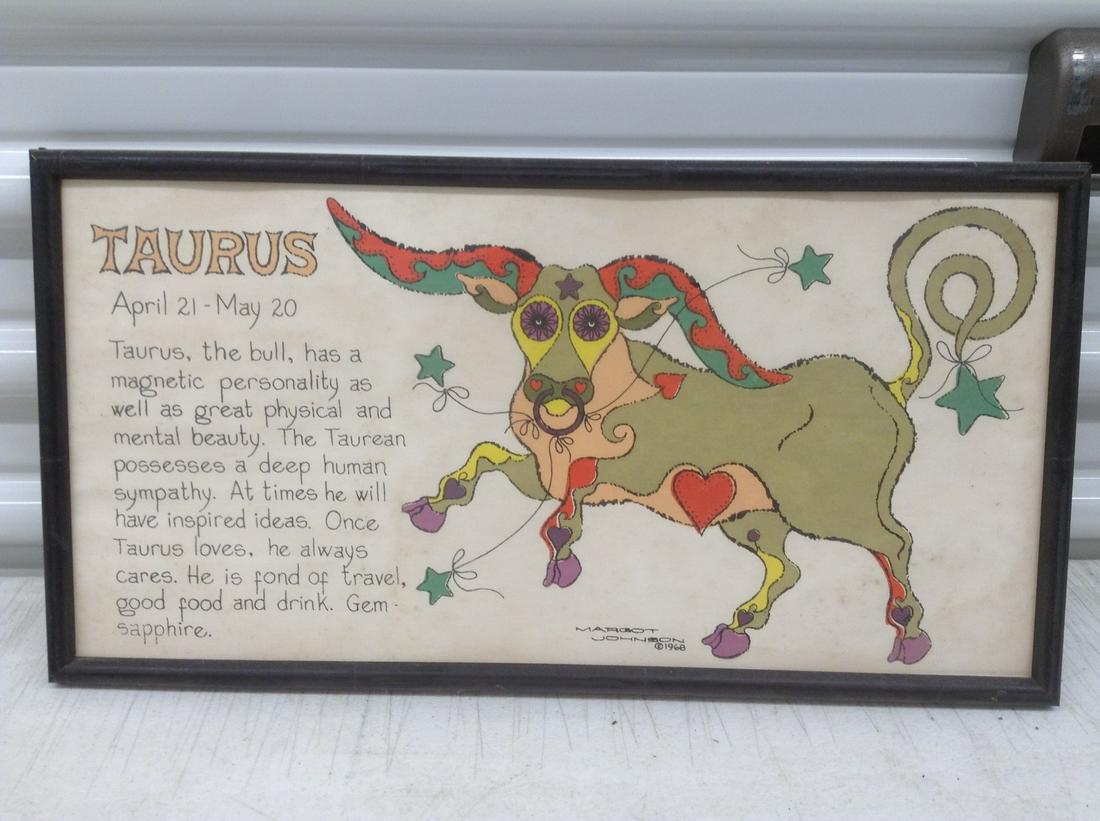 TAURUS
April 21 - May 20
Taurus, the bull, has a
magnetic personality as
well as great physical and
mental beauty. The Taurean
possesses a deep human
sympathy. At times he will
have inspired ideas. Once
Taurus loves, he always
cares. He is fond of travel,
good food and drink. Gem -
sapphire.
MARGOT
JOHNSON
©1968